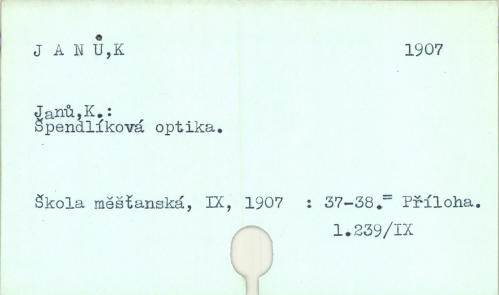 J A N Ů,K 1907
Janů,K.:
Špendlíková optika.
Škola měšťanská, IX, 1907 : 37-38.= Příloha.
1.239/IX